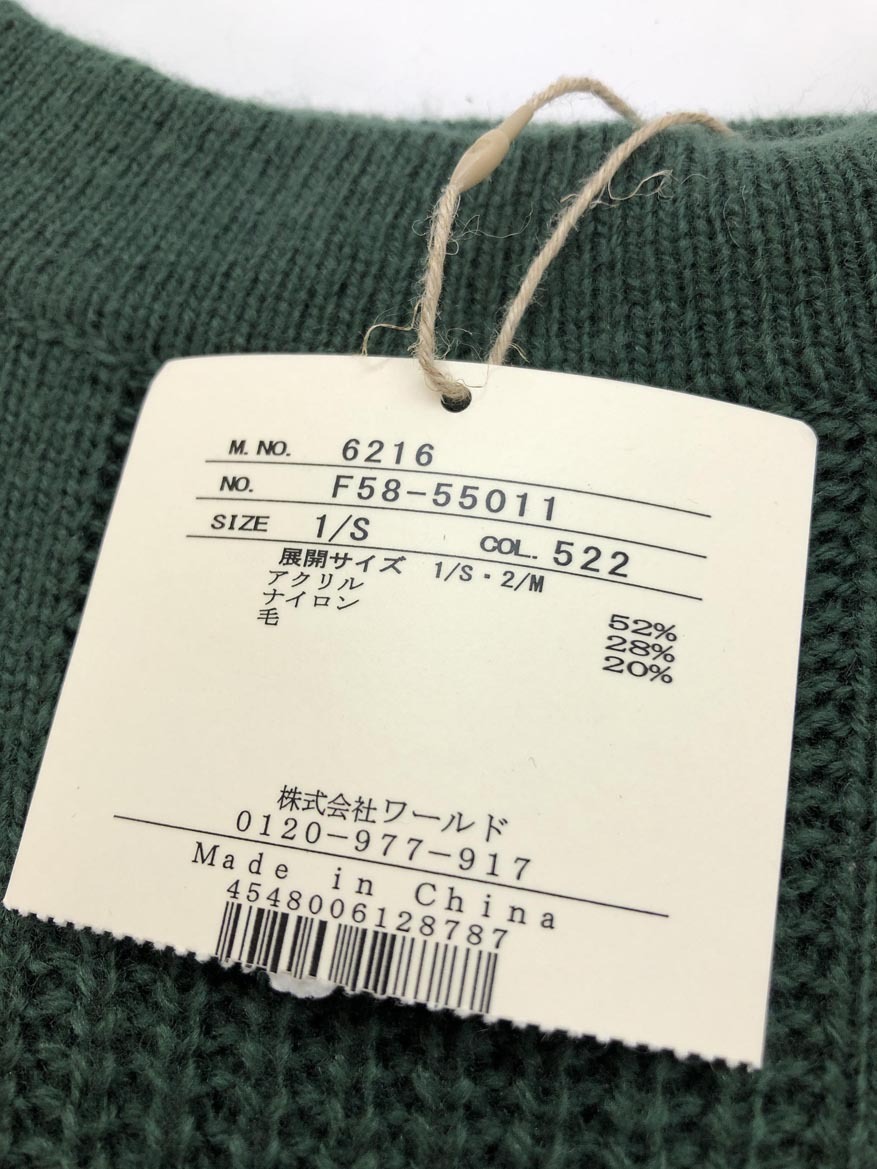 M. NO. 6216
NO. F58-55011
SIZE 1/S COL. 522
展開サイズ 1/S・2/M
アクリル 52%
ナイロン 28%
毛 20%
株式会社ワールド
0120-977-917
Made in China
4548006128787